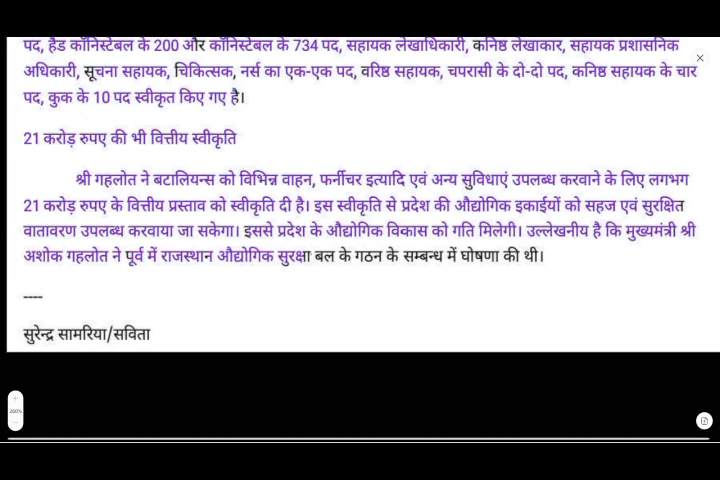 पद, हैड कॉनिस्टेबल के 200 और कॉनिस्टेबल के 734 पद, सहायक लेखाधिकारी, कनिष्ठ लेखाकार, सहायक प्रशासनिक
अधिकारी, सूचना सहायक, चिकित्सक, नर्स का एक-एक पद, वरिष्ठ सहायक, चपरासी के दो-दो पद, कनिष्ठ सहायक के चार
पद, कुक के 10 पद स्वीकृत किए गए है।
21 करोड़ रुपए की भी वित्तीय स्वीकृति
श्री गहलोत ने बटालियन्स को विभिन्न वाहन, फर्नीचर इत्यादि एवं अन्य सुविधाएं उपलब्ध करवाने के लिए लगभग
21 करोड़ रुपए के वित्तीय प्रस्ताव को स्वीकृति दी है। इस स्वीकृति से प्रदेश की औद्योगिक इकाईयों को सहज एवं सुरक्षित
वातावरण उपलब्ध करवाया जा सकेगा। इससे प्रदेश के औद्योगिक विकास को गति मिलेगी। उल्लेखनीय है कि मुख्यमंत्री श्री
अशोक गहलोत ने पूर्व में राजस्थान औद्योगिक सुरक्षा बल के गठन के सम्बन्ध में घोषणा की थी।
----
सुरेन्द्र सामरिया/सविता
260%